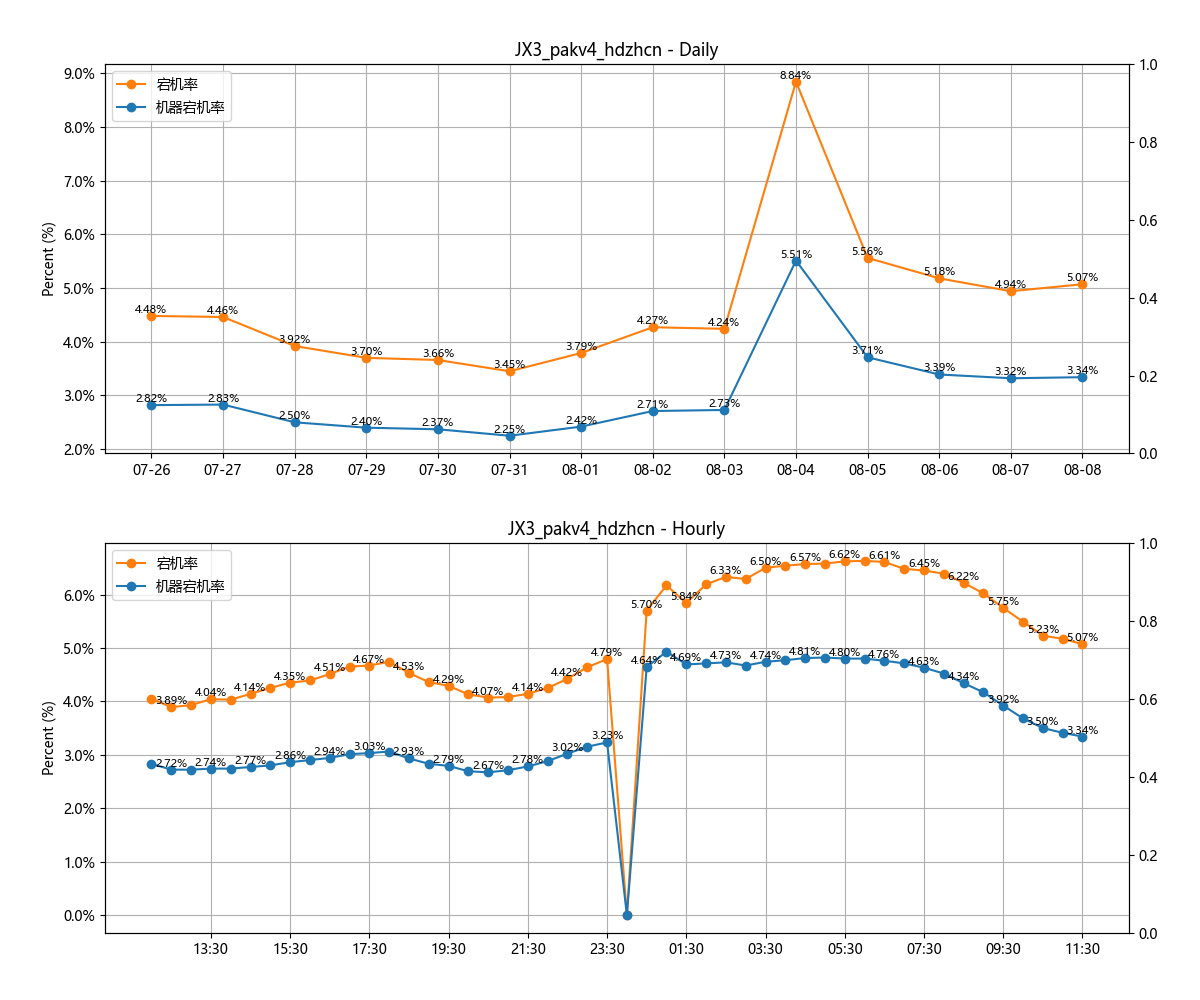 JX3_pakv4_hdzhcn - Daily
宕机率
机器宕机率
Percent (%)
9.0%
8.0%
7.0%
6.0%
5.0%
4.0%
3.0%
2.0%
1.0
0.8
0.6
0.4
0.2
0.0
4.48% 4.46% 3.92% 3.70% 3.66% 3.45% 3.79% 4.27% 4.24% 8.84% 5.56% 5.18% 4.94% 5.07%
2.82% 2.83% 2.50% 2.40% 2.37% 2.25% 2.42% 2.71% 2.73% 5.51% 3.71% 3.39% 3.32% 3.34%
07-26 07-27 07-28 07-29 07-30 07-31 08-01 08-02 08-03 08-04 08-05 08-06 08-07 08-08
JX3_pakv4_hdzhcn - Hourly
宕机率
机器宕机率
Percent (%)
6.0%
5.0%
4.0%
3.0%
2.0%
1.0%
0.0%
1.0
0.8
0.6
0.4
0.2
0.0
3.89% 4.04% 4.14% 4.35% 4.51% 4.67% 4.53% 4.29% 4.07% 4.14% 4.42% 4.79% 5.70% 5.84% 6.33% 6.50% 6.57% 6.62% 6.61% 6.45% 6.22% 5.75% 5.23% 5.07%
2.72% 2.74% 2.77% 2.86% 2.94% 3.03% 2.93% 2.79% 2.67% 2.78% 3.02% 3.23% 4.64% 4.69% 4.73% 4.74% 4.81% 4.80% 4.76% 4.63% 4.34% 3.92% 3.50% 3.34%
13:30 15:30 17:30 19:30 21:30 23:30 01:30 03:30 05:30 07:30 09:30 11:30